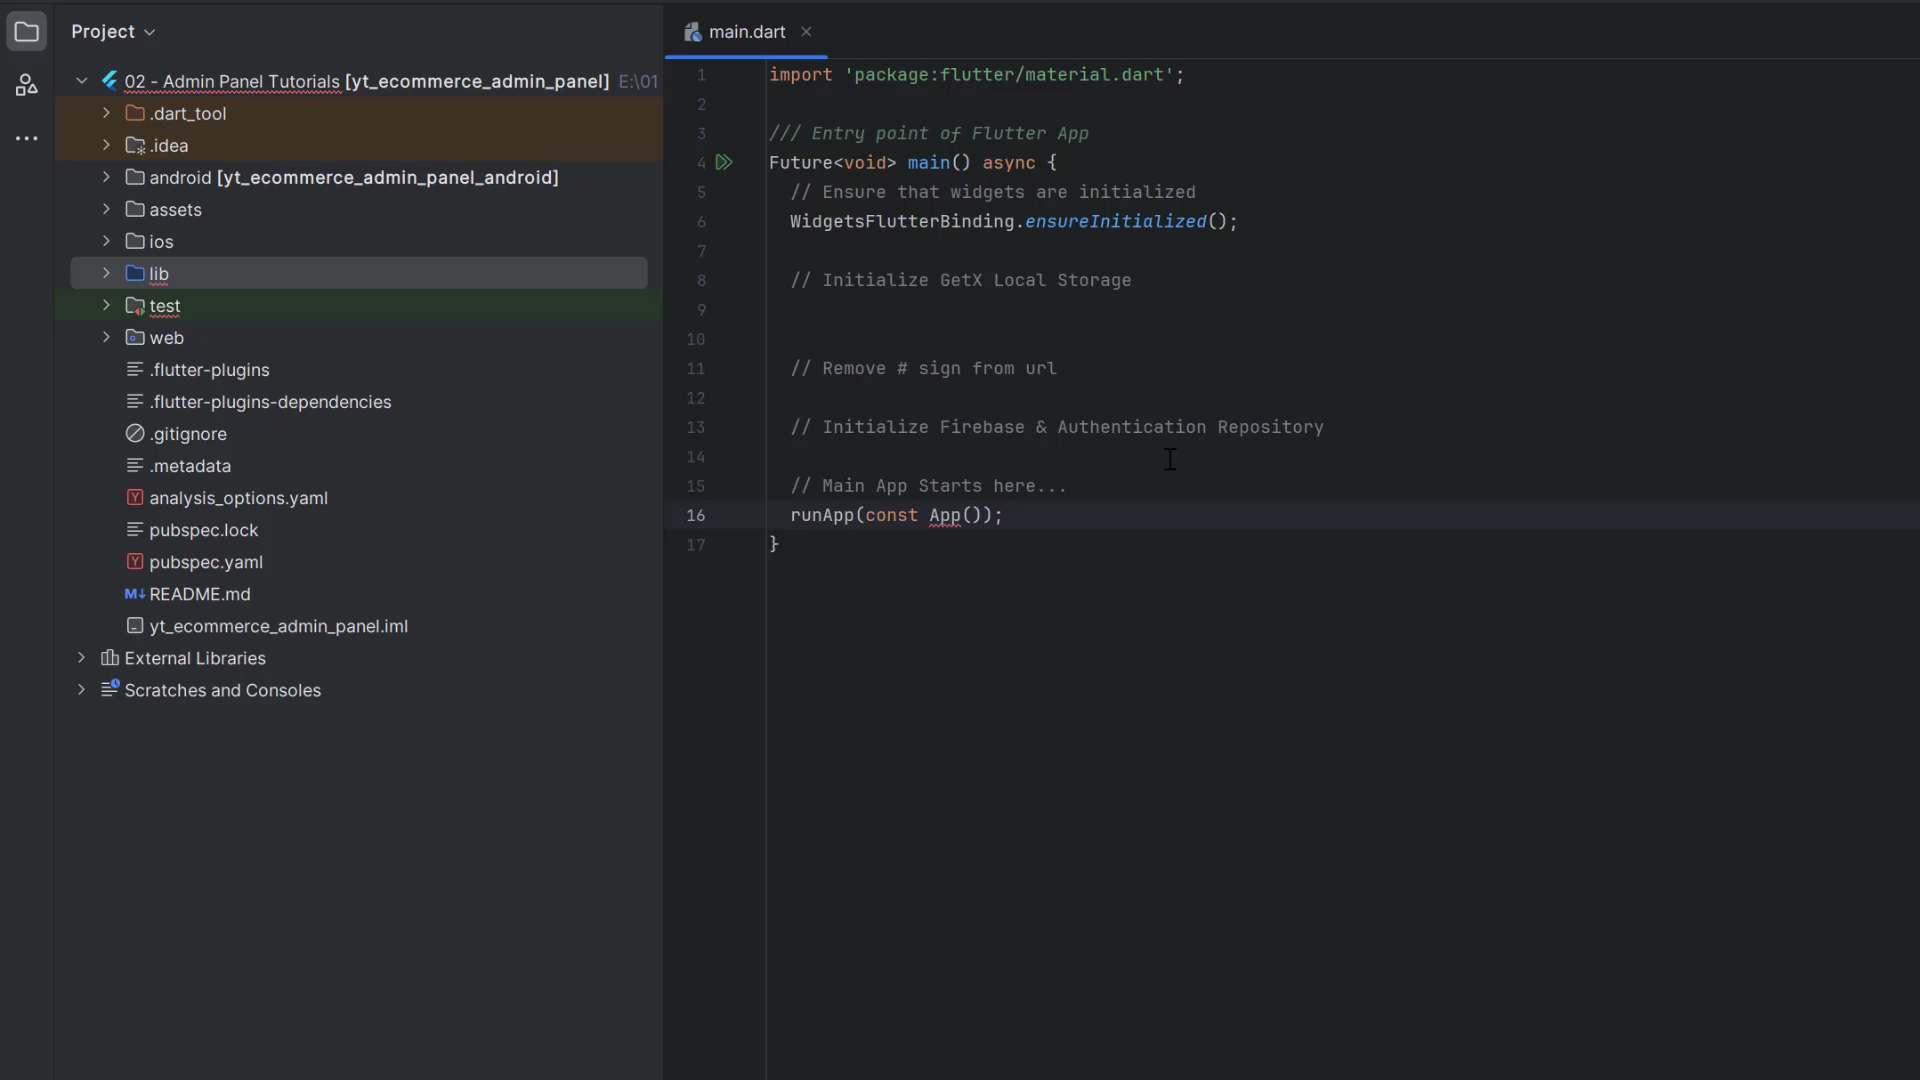 Project
02 - Admin Panel Tutorials [yt_ecommerce_admin_panel] E:\01
.dart_tool
.idea
android [yt_ecommerce_admin_panel_android]
assets
ios
lib
test
web
.flutter-plugins
.flutter-plugins-dependencies
.gitignore
.metadata
analysis_options.yaml
pubspec.lock
pubspec.yaml
README.md
yt_ecommerce_admin_panel.iml
External Libraries
Scratches and Consoles
main.dart
1 import 'package:flutter/material.dart';
2
3 /// Entry point of Flutter App
4 Future<void> main() async {
5 // Ensure that widgets are initialized
6 WidgetsFlutterBinding.ensureInitialized();
7
8 // Initialize GetX Local Storage
9
10
11 // Remove # sign from url
12
13 // Initialize Firebase & Authentication Repository
14
15 // Main App Starts here...
16 runApp(const App());
17 }